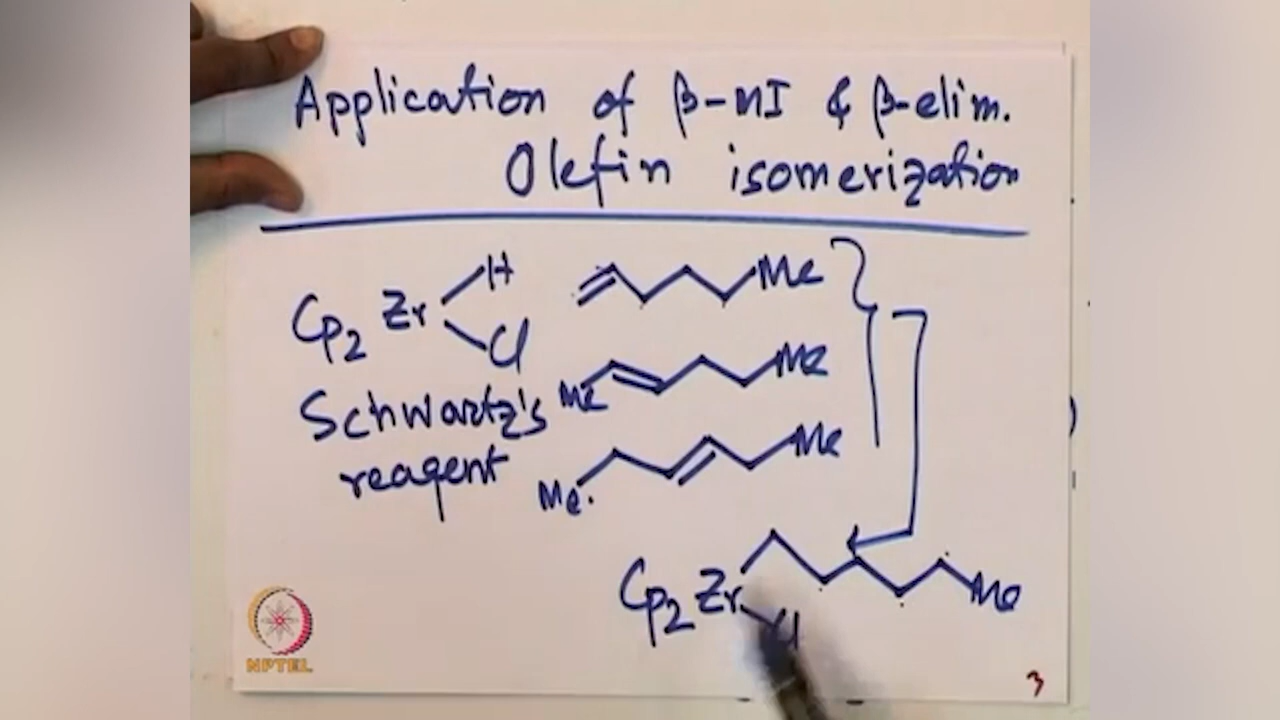 Application of β-mI & β-elim.
Olefin isomerization
Cp2 Zr H Cl
Schwartz's
reagent
Me
Me Me
Me. Me
Cp2 Zr Cl Me
NPTEL
3